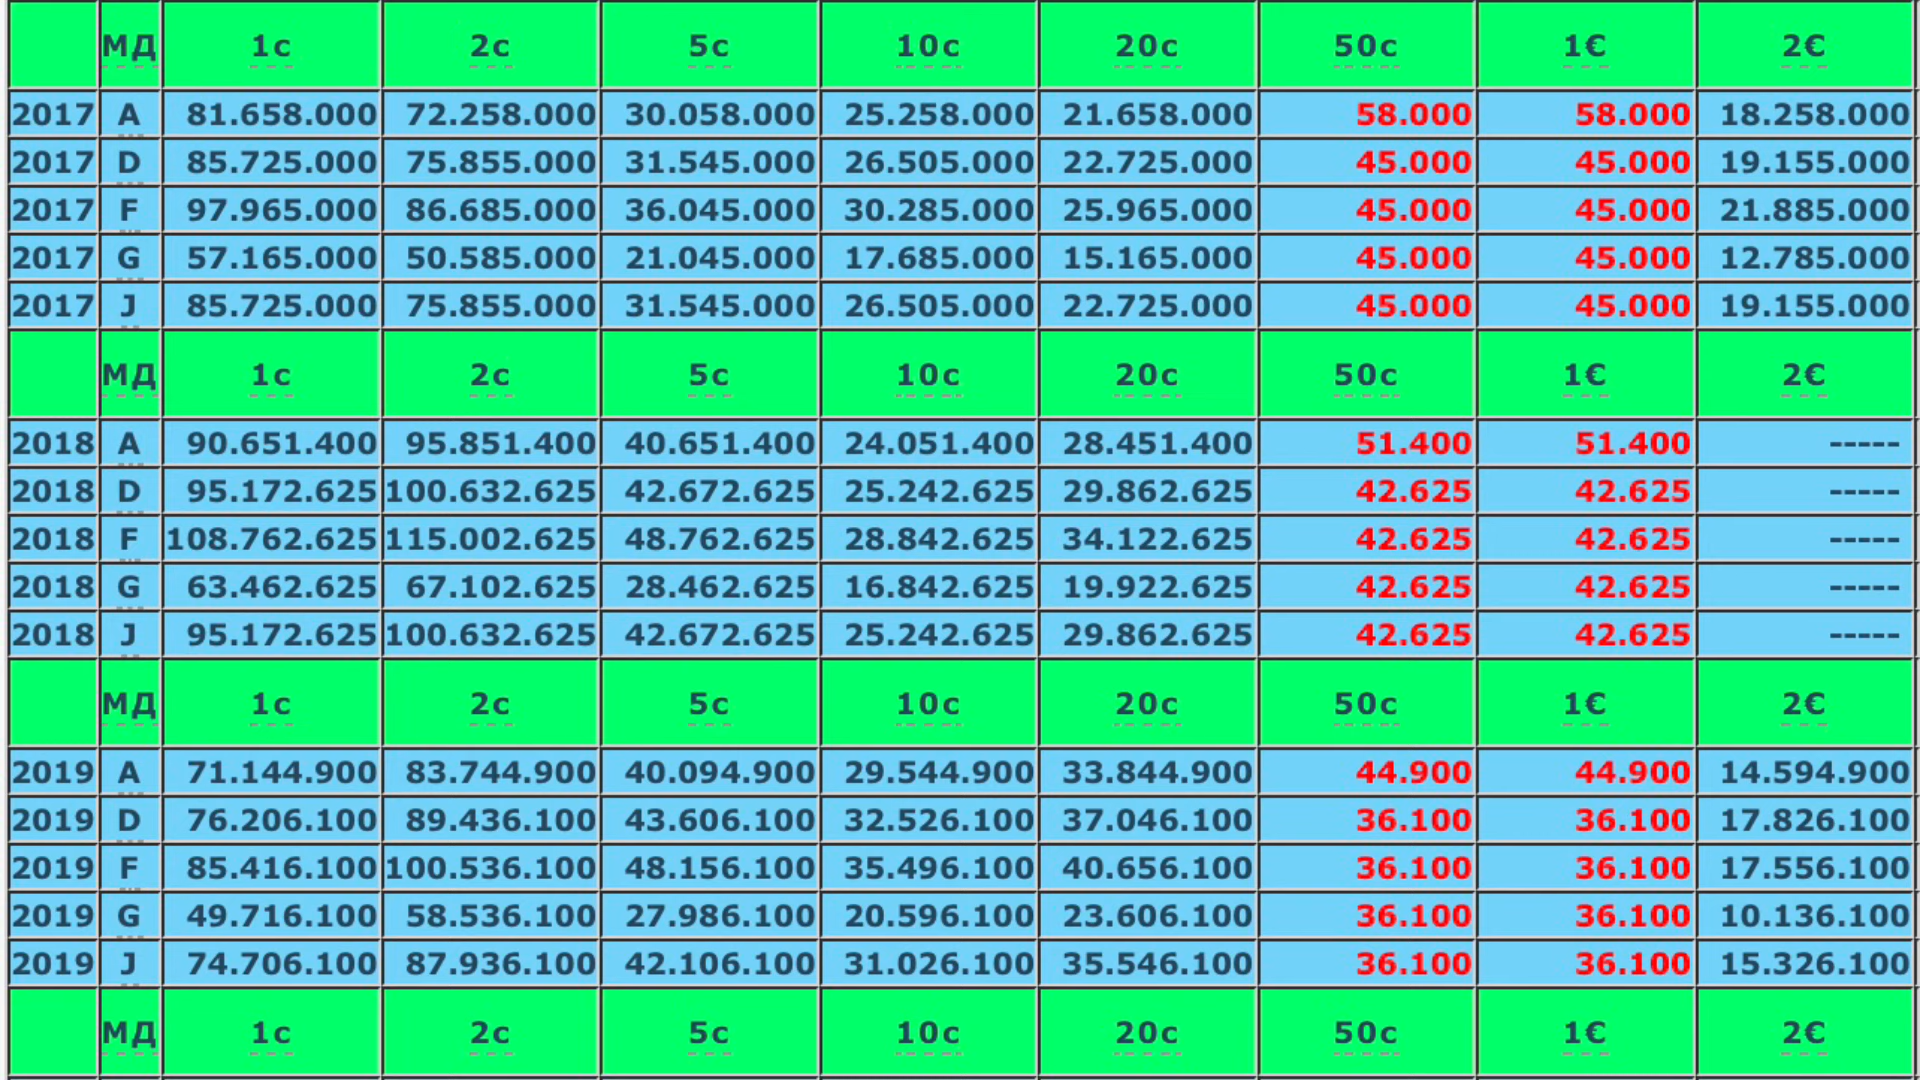 МД 1c 2c 5c 10c 20c 50c 1€ 2€
2017 A 81.658.000 72.258.000 30.058.000 25.258.000 21.658.000 58.000 58.000 18.258.000
2017 D 85.725.000 75.855.000 31.545.000 26.505.000 22.725.000 45.000 45.000 19.155.000
2017 F 97.965.000 86.685.000 36.045.000 30.285.000 25.965.000 45.000 45.000 21.885.000
2017 G 57.165.000 50.585.000 21.045.000 17.685.000 15.165.000 45.000 45.000 12.785.000
2017 J 85.725.000 75.855.000 31.545.000 26.505.000 22.725.000 45.000 45.000 19.155.000
МД 1c 2c 5c 10c 20c 50c 1€ 2€
2018 A 90.651.400 95.851.400 40.651.400 24.051.400 28.451.400 51.400 51.400 -----
2018 D 95.172.625 100.632.625 42.672.625 25.242.625 29.862.625 42.625 42.625 -----
2018 F 108.762.625 115.002.625 48.762.625 28.842.625 34.122.625 42.625 42.625 -----
2018 G 63.462.625 67.102.625 28.462.625 16.842.625 19.922.625 42.625 42.625 -----
2018 J 95.172.625 100.632.625 42.672.625 25.242.625 29.862.625 42.625 42.625 -----
МД 1c 2c 5c 10c 20c 50c 1€ 2€
2019 A 71.144.900 83.744.900 40.094.900 29.544.900 33.844.900 44.900 44.900 14.594.900
2019 D 76.206.100 89.436.100 43.606.100 32.526.100 37.046.100 36.100 36.100 17.826.100
2019 F 85.416.100 100.536.100 48.156.100 35.496.100 40.656.100 36.100 36.100 17.556.100
2019 G 49.716.100 58.536.100 27.986.100 20.596.100 23.606.100 36.100 36.100 10.136.100
2019 J 74.706.100 87.936.100 42.106.100 31.026.100 35.546.100 36.100 36.100 15.326.100
МД 1c 2c 5c 10c 20c 50c 1€ 2€